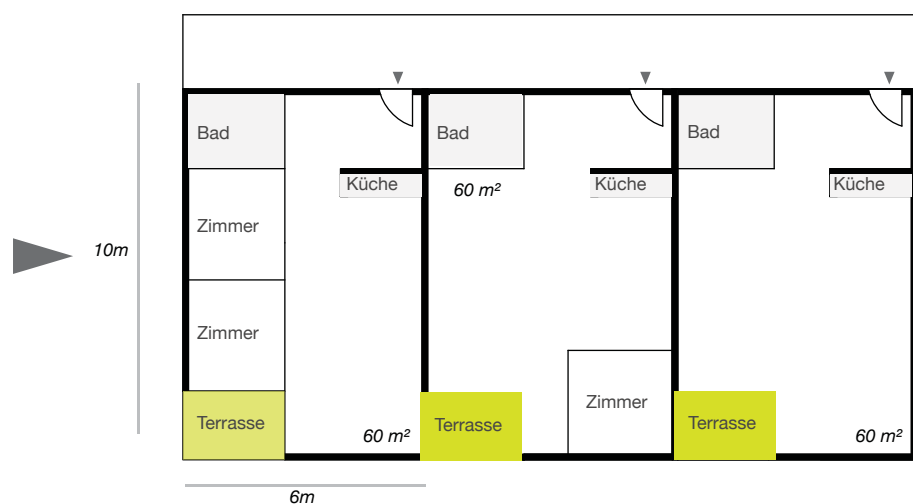 Bad
Bad
Bad
Küche
Küche
Küche
60 m²
Zimmer
10m
Zimmer
Zimmer
Terrasse
Terrasse
Terrasse
60 m²
60 m²
6m